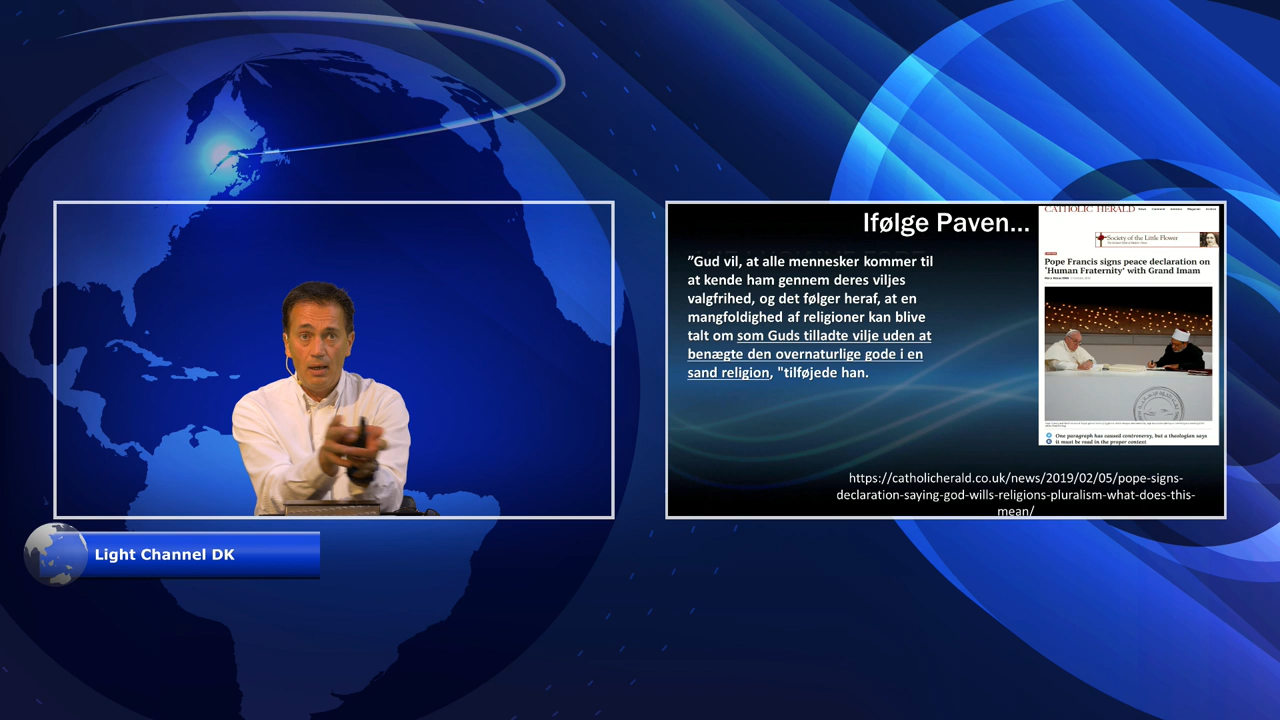 Ifølge Paven...
”Gud vil, at alle mennesker kommer til
at kende ham gennem deres viljes
valgfrihed, og det følger heraf, at en
mangfoldighed af religioner kan blive
talt om som Guds tilladte vilje uden at
benægte den overnaturlige gode i en
sand religion, "tilføjede han.
CATHOLIC HERALD
Society of the Little Flower
Pope Francis signs peace declaration on
'Human Fraternity' with Grand Imam
One paragraph has caused controversy, but a theologian says
it must be read in the proper context
https://catholicherald.co.uk/news/2019/02/05/pope-signs-
declaration-saying-god-wills-religions-pluralism-what-does-this-
mean/
Light Channel DK